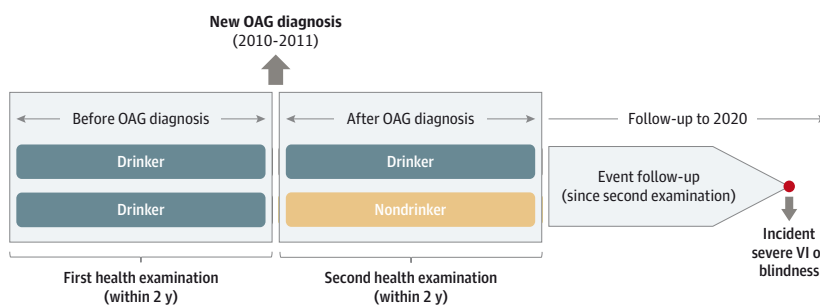 New OAG diagnosis
(2010-2011)
Before OAG diagnosis
After OAG diagnosis
Follow-up to 2020
Drinker
Drinker
Drinker
Nondrinker
Event follow-up
(since second examination)
Incident
severe VI o
blindness
First health examination
(within 2 y)
Second health examination
(within 2 y)